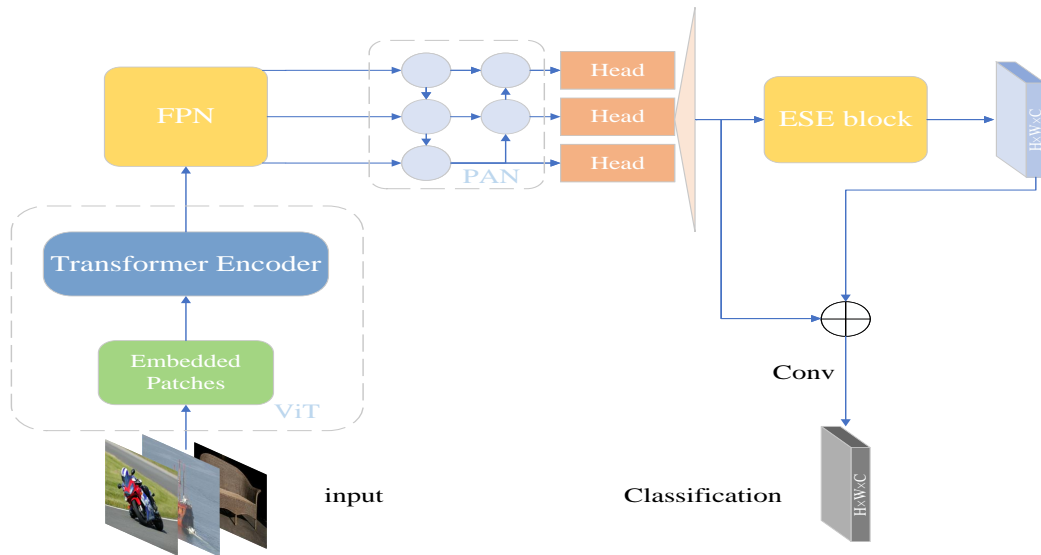 Head
FPN
Head
ESE block
H×W×C
Head
PAN
Transformer Encoder
Embedded
Patches
Conv
ViT
input
Classification
H×W×C